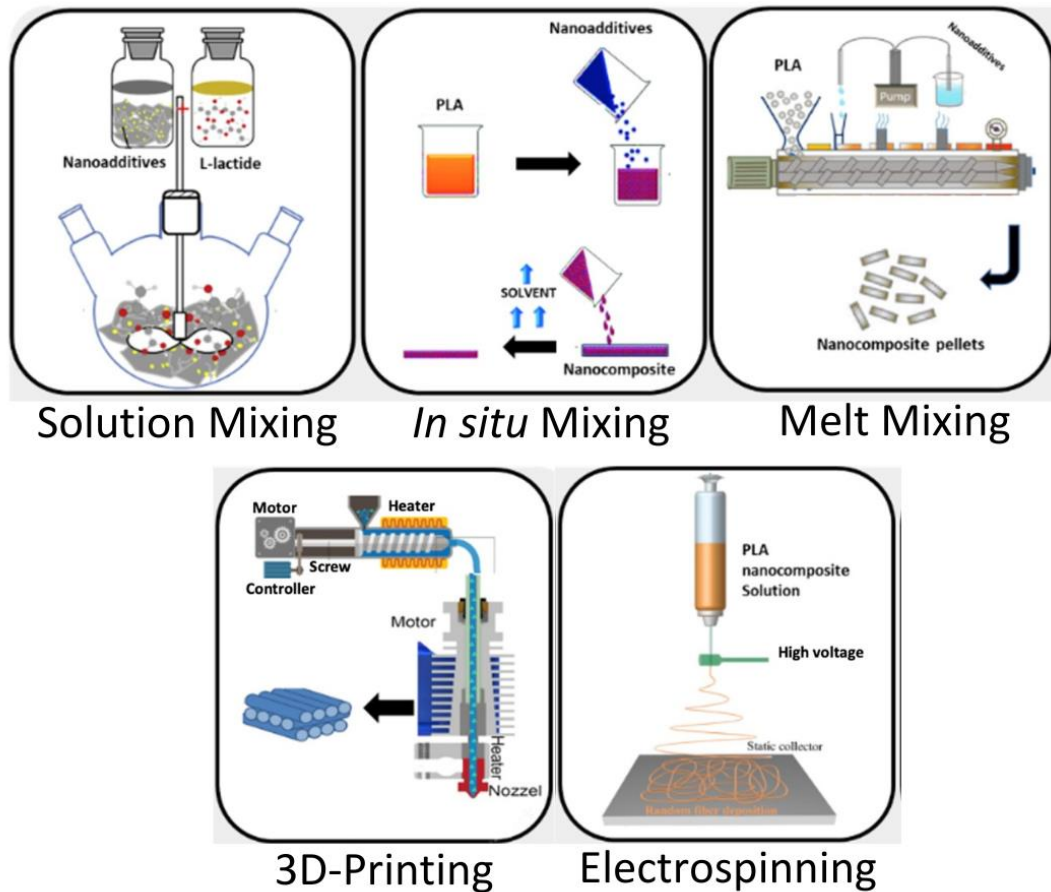 Nanoadditives
L-lactide
Solution Mixing
Nanoadditives
PLA
SOLVENT
Nanocomposite
In situ Mixing
PLA
Nanoadditives
Pump
Nanocomposite pellets
Melt Mixing
Motor
Heater
Screw
Controller
Motor
Heater
Nozzel
3D-Printing
PLA
nanocomposite
Solution
High voltage
Static collector
Random fiber deposition
Electrospinning